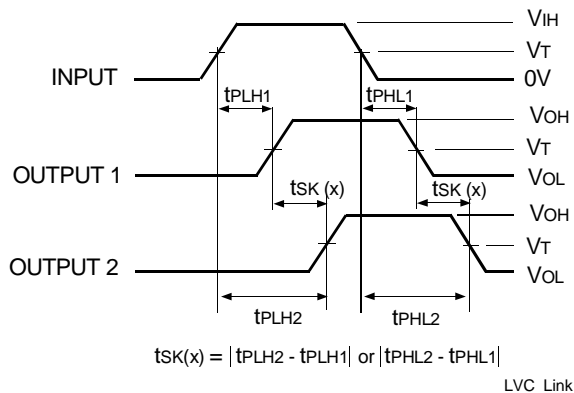 VIH
VT
INPUT
0V
tPLH1
tPHL1
VOH
VT
OUTPUT 1
tSK (x)
tSK (x)
VOL
VOH
VT
OUTPUT 2
VOL
tPLH2
tPHL2
tSK(x) = |tPLH2 - tPLH1| or |tPHL2 - tPHL1|
LVC Link